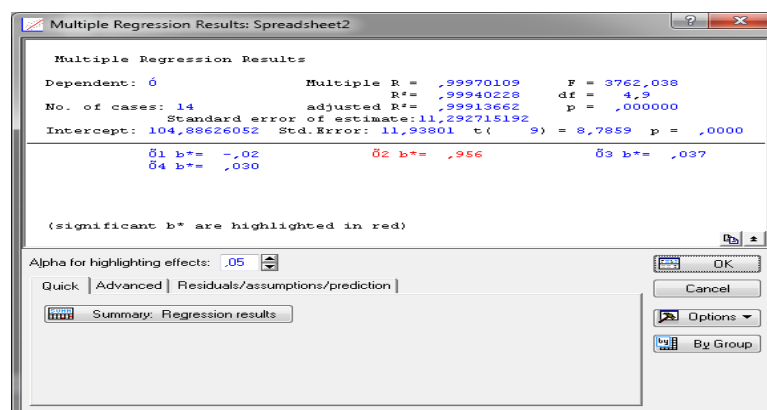 Multiple Regression Results: Spreadsheet2
Multiple Regression Results
Dependent: Ó Multiple R = ,99970109 F = 3762,038
R²= ,99940228 df = 4,9
No. of cases: 14 adjusted R²= ,99913662 p = ,000000
Standard error of estimate:11,292715192
Intercept: 104,88626052 Std.Error: 11,93801 t( 9) = 8,7859 p = ,0000
Õ1 b*= -,02 Õ2 b*= ,956 Õ3 b*= ,037
Õ4 b*= ,030
(significant b* are highlighted in red)
Alpha for highlighting effects: ,05
OK
Quick Advanced Residuals/assumptions/prediction
Cancel
Summary: Regression results
Options
By Group